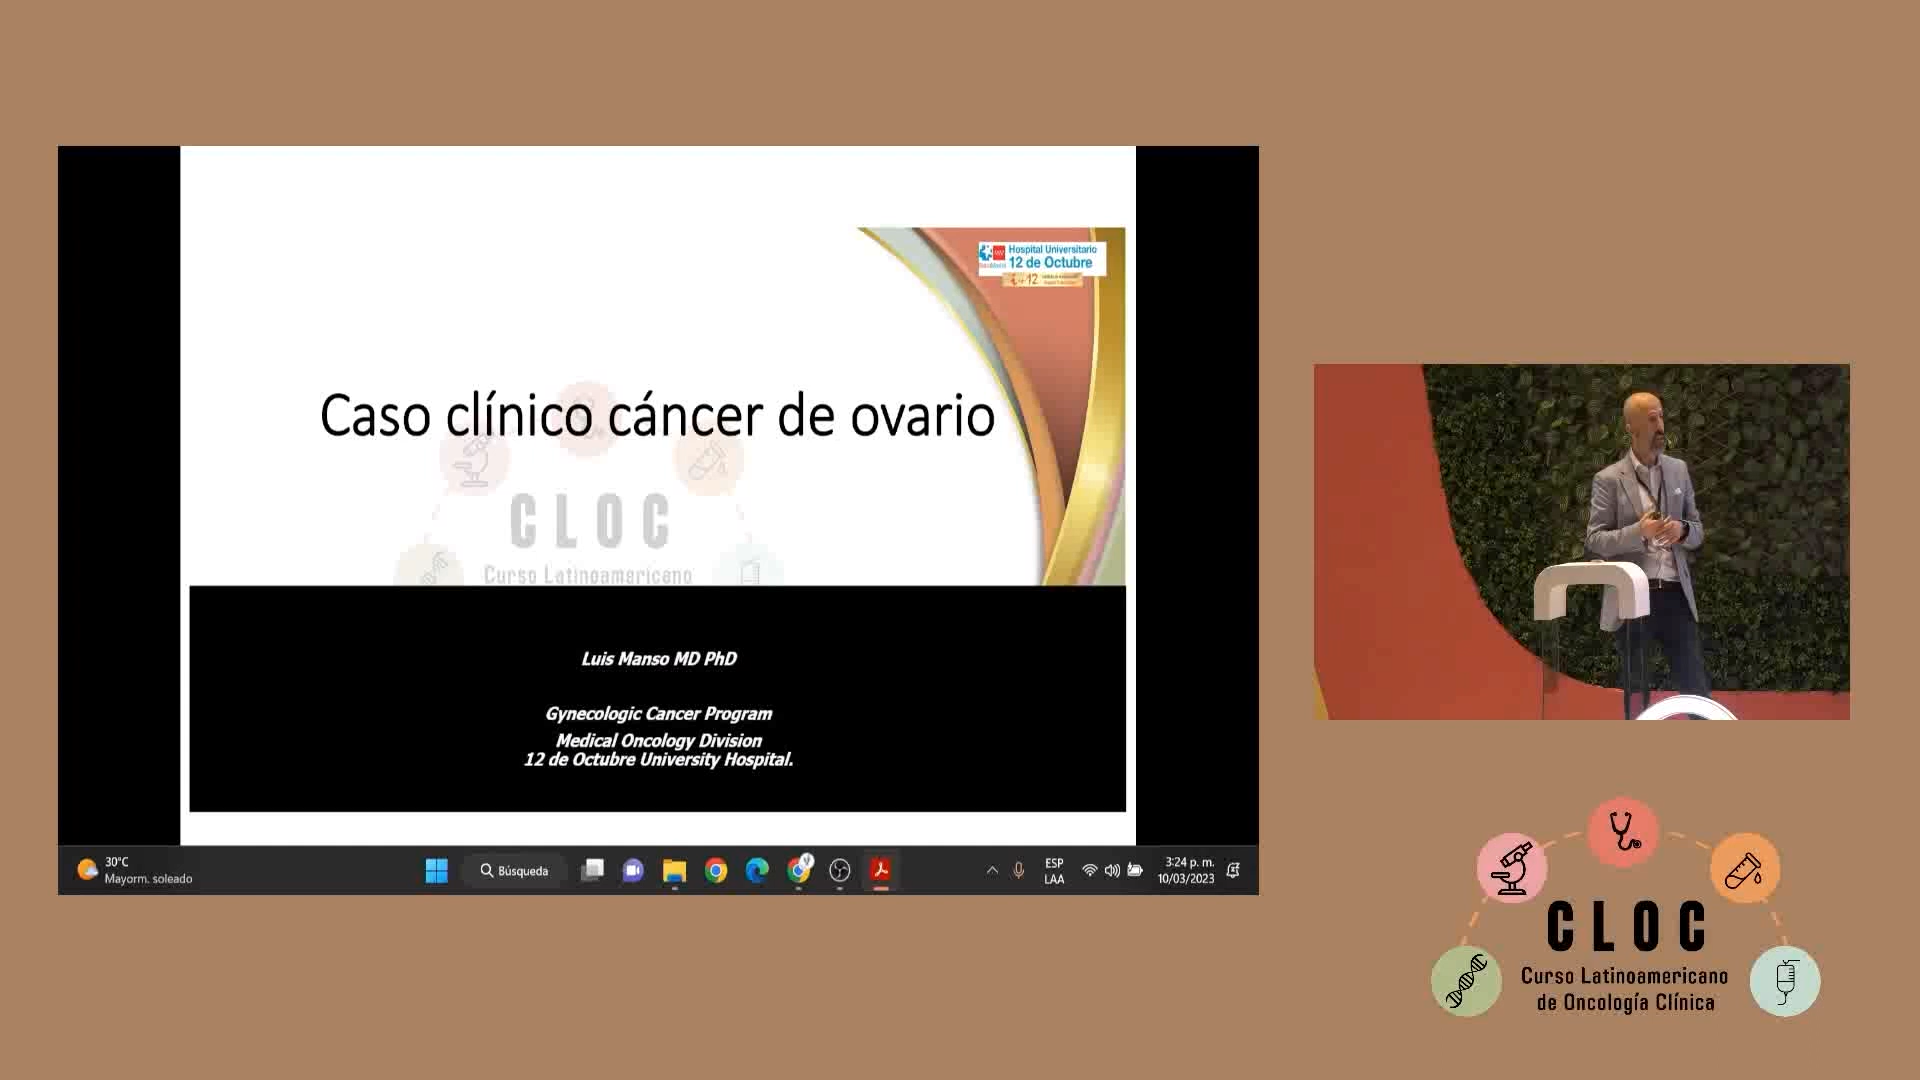 Hospital Universitario
12 de Octubre
+12
Caso clínico cáncer de ovario
CLOC
Curso Latinoamericano
Luis Manso MD PhD
Gynecologic Cancer Program
Medical Oncology Division
12 de Octubre University Hospital.
30°C
Mayorm. soleado
Búsqueda
ESP
LAA
3:24 p. m.
10/03/2023
CLOC
Curso Latinoamericano
de Oncología Clínica